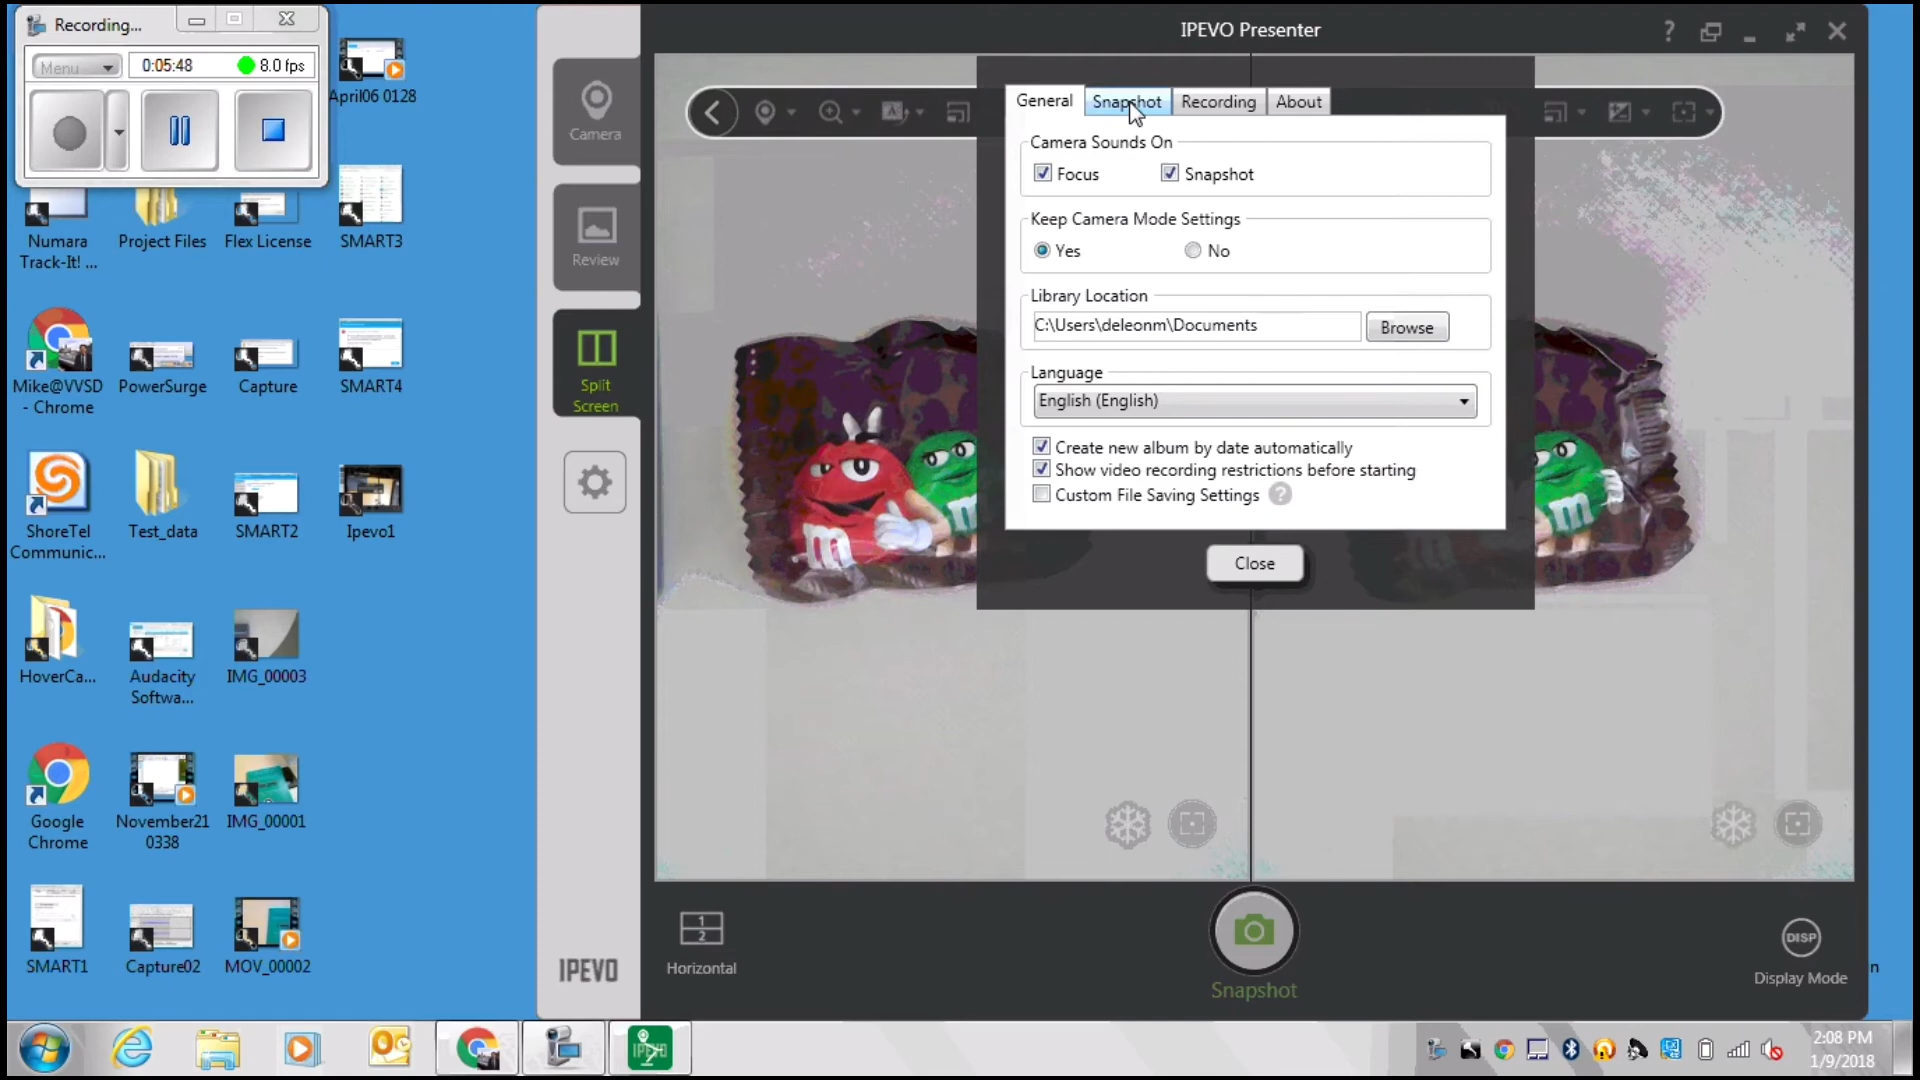 Recording...
Menu
0:05:48
8.0 fps
April06 0128
Numara
Track-It! ...
Project Files
Flex License
SMART3
Mike@VVSD
- Chrome
PowerSurge
Capture
SMART4
ShoreTel
Communic...
Test_data
SMART2
Ipevo1
HoverCa...
Audacity
Softwa...
IMG_00003
Google
Chrome
November21
0338
IMG_00001
SMART1
Capture02
MOV_00002
IPEVO Presenter
?
Camera
Review
Split
Screen
IPEVO
General
Snapshot
Recording
About
Camera Sounds On
Focus
Snapshot
Keep Camera Mode Settings
Yes
No
Library Location
C:\Users\deleonm\Documents
Browse
Language
English (English)
Create new album by date automatically
Show video recording restrictions before starting
Custom File Saving Settings
?
Close
m
m
m
1
2
Horizontal
Snapshot
DISP
Display Mode
n
IPEVO
2:08 PM
1/9/2018